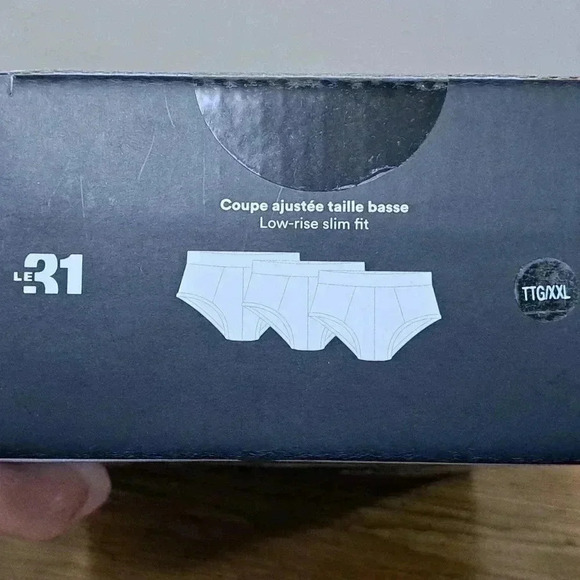 Coupe ajustée taille basse
Low-rise slim fit
LE 31
TTG/XXL